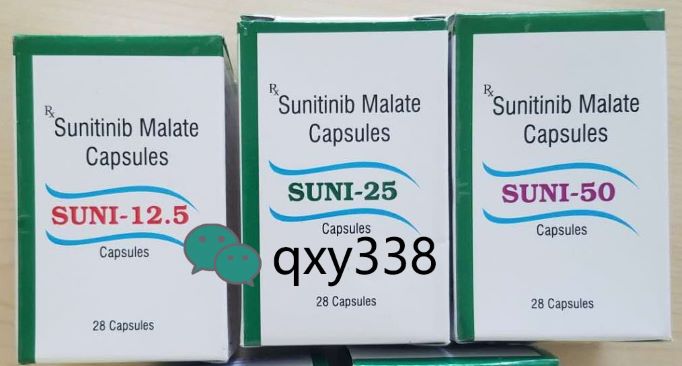 Rx
Sunitinib Malate
Capsules
SUNI-12.5
Capsules
28 Capsules
Rx
Sunitinib Malate
Capsules
SUNI-25
Capsules
28 Capsules
Rx
Sunitinib Malate
Capsules
SUNI-50
Capsules
28 Capsules
qxy338